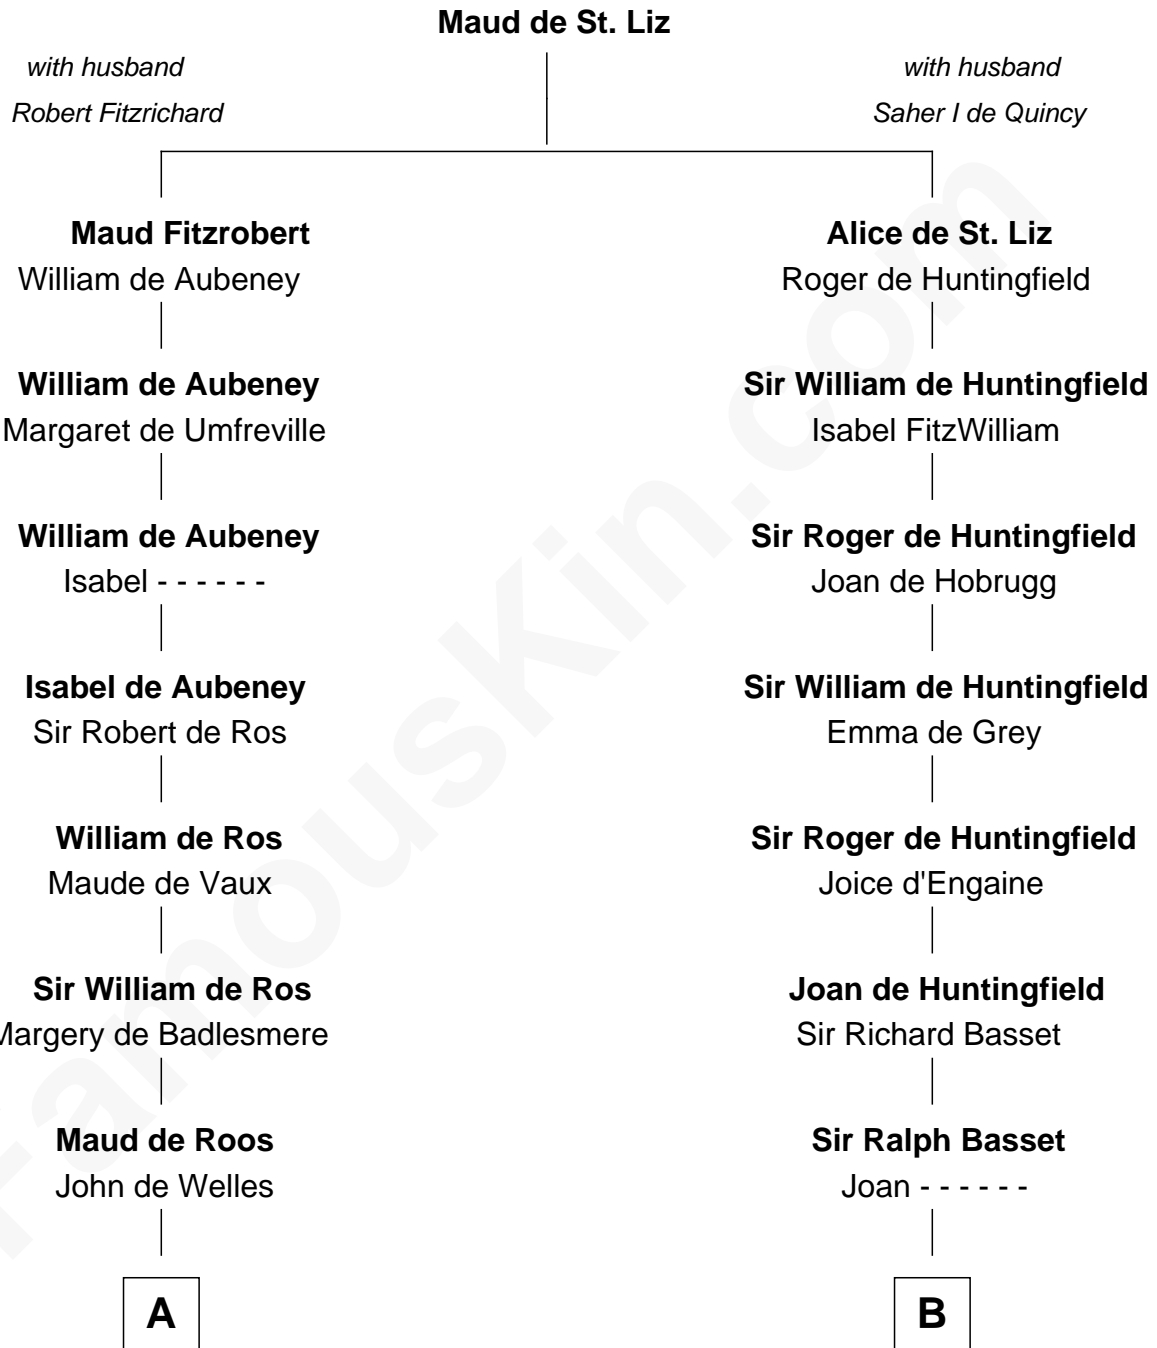 Maud de St. Liz
with husband
Robert Fitzrichard
with husband
Saher I de Quincy
Maud Fitzrobert
William de Aubeney
Alice de St. Liz
Roger de Huntingfield
William de Aubeney
Margaret de Umfreville
Sir William de Huntingfield
Isabel FitzWilliam
William de Aubeney
Isabel - - - - - -
Sir Roger de Huntingfield
Joan de Hobrugg
Isabel de Aubeney
Sir Robert de Ros
Sir William de Huntingfield
Emma de Grey
William de Ros
Maude de Vaux
Sir Roger de Huntingfield
Joice d'Engaine
Sir William de Ros
Margery de Badlesmere
Joan de Huntingfield
Sir Richard Basset
Maud de Roos
John de Welles
Sir Ralph Basset
Joan - - - - - -
A
B
FamousKin.com